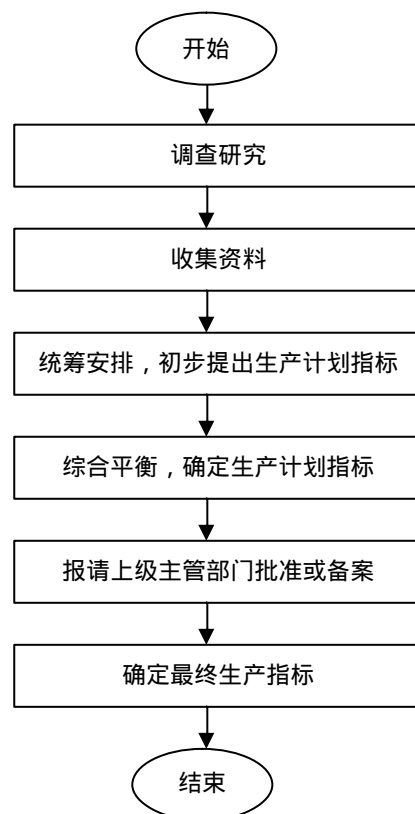 开始
调查研究
收集资料
统筹安排，初步提出生产计划指标
综合平衡，确定生产计划指标
报请上级主管部门批准或备案
确定最终生产指标
结束